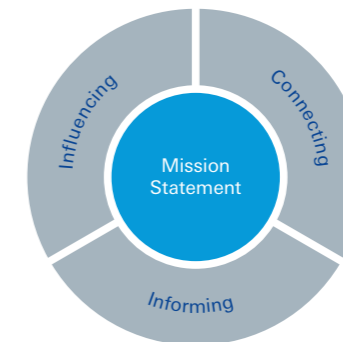 Influencing
Connecting
Mission
Statement
Informing